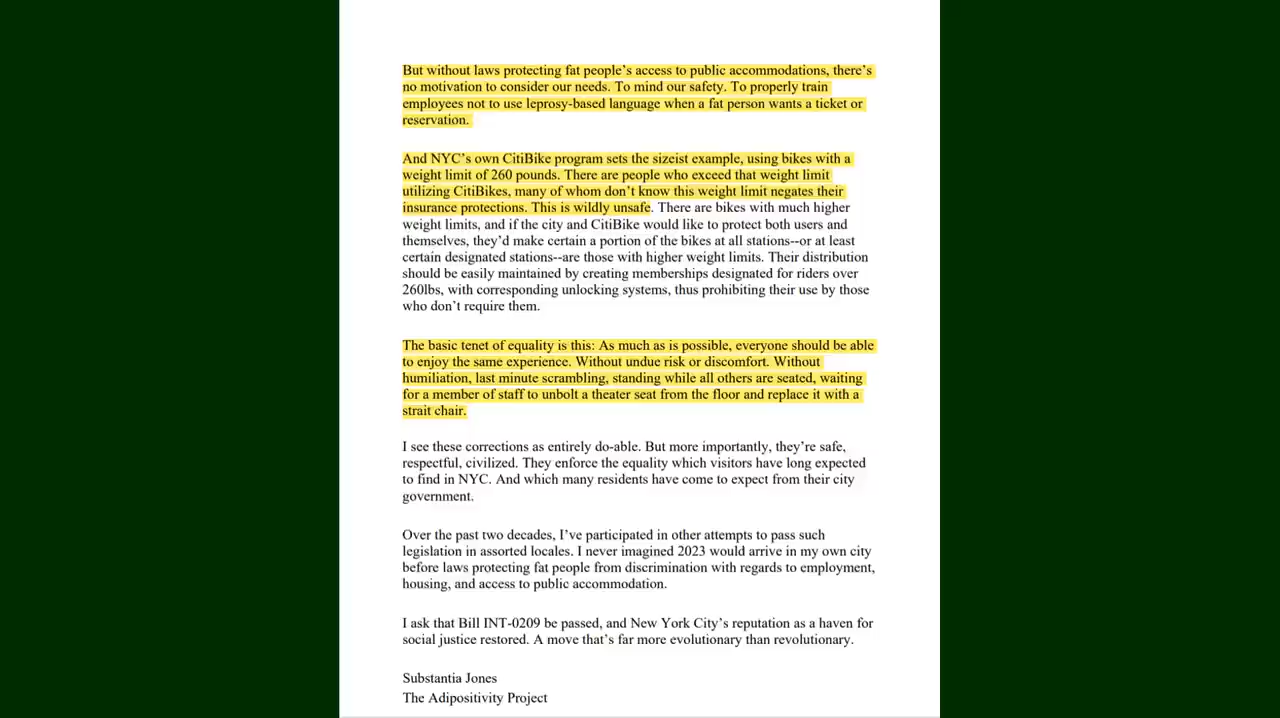 But without laws protecting fat people’s access to public accommodations, there’s
no motivation to consider our needs. To mind our safety. To properly train
employees not to use leprosy-based language when a fat person wants a ticket or
reservation.
And NYC’s own CitiBike program sets the sizeist example, using bikes with a
weight limit of 260 pounds. There are people who exceed that weight limit
utilizing CitiBikes, many of whom don’t know this weight limit negates their
insurance protections. This is wildly unsafe. There are bikes with much higher
weight limits, and if the city and CitiBike would like to protect both users and
themselves, they’d make certain a portion of the bikes at all stations--or at least
certain designated stations--are those with higher weight limits. Their distribution
should be easily maintained by creating memberships designated for riders over
260lbs, with corresponding unlocking systems, thus prohibiting their use by those
who don’t require them.
The basic tenet of equality is this: As much as is possible, everyone should be able
to enjoy the same experience. Without undue risk or discomfort. Without
humiliation, last minute scrambling, standing while all others are seated, waiting
for a member of staff to unbolt a theater seat from the floor and replace it with a
strait chair.
I see these corrections as entirely do-able. But more importantly, they’re safe,
respectful, civilized. They enforce the equality which visitors have long expected
to find in NYC. And which many residents have come to expect from their city
government.
Over the past two decades, I’ve participated in other attempts to pass such
legislation in assorted locales. I never imagined 2023 would arrive in my own city
before laws protecting fat people from discrimination with regards to employment,
housing, and access to public accommodation.
I ask that Bill INT-0209 be passed, and New York City’s reputation as a haven for
social justice restored. A move that’s far more evolutionary than revolutionary.
Substantia Jones
The Adipositivity Project